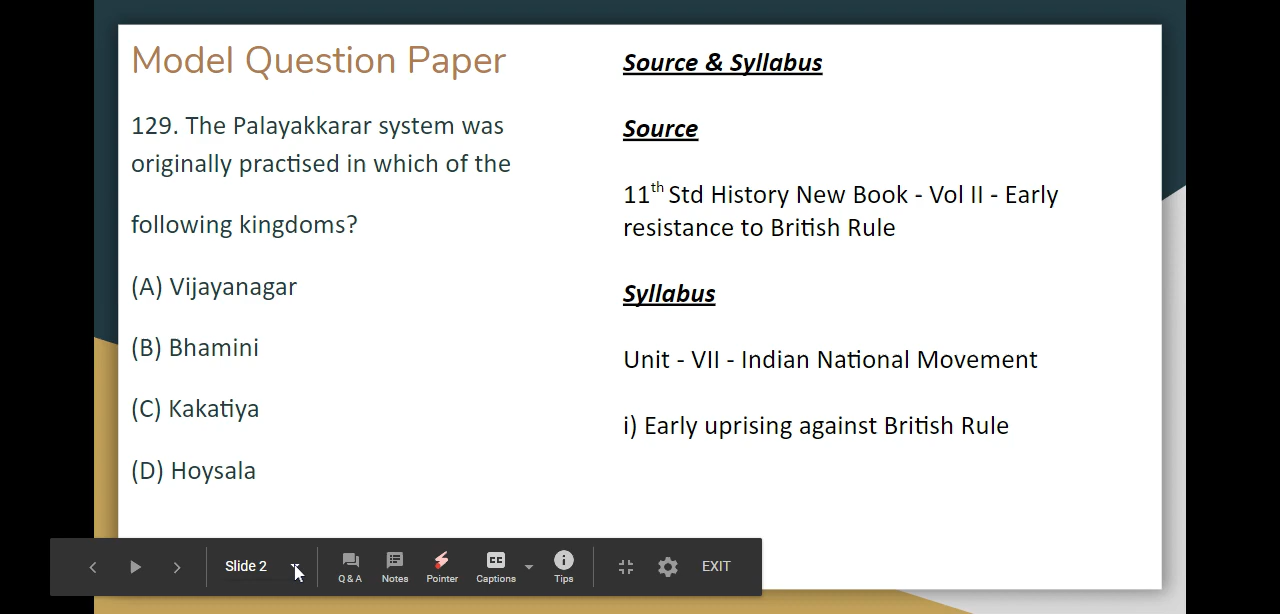 Model Question Paper
129. The Palayakkarar system was
originally practised in which of the
following kingdoms?
(A) Vijayanagar
(B) Bhamini
(C) Kakatiya
(D) Hoysala
Source & Syllabus
Source
11th Std History New Book - Vol II - Early
resistance to British Rule
Syllabus
Unit - VII - Indian National Movement
i) Early uprising against British Rule
Slide 2
Q & A
Notes
Pointer
CC
Captions
Tips
EXIT